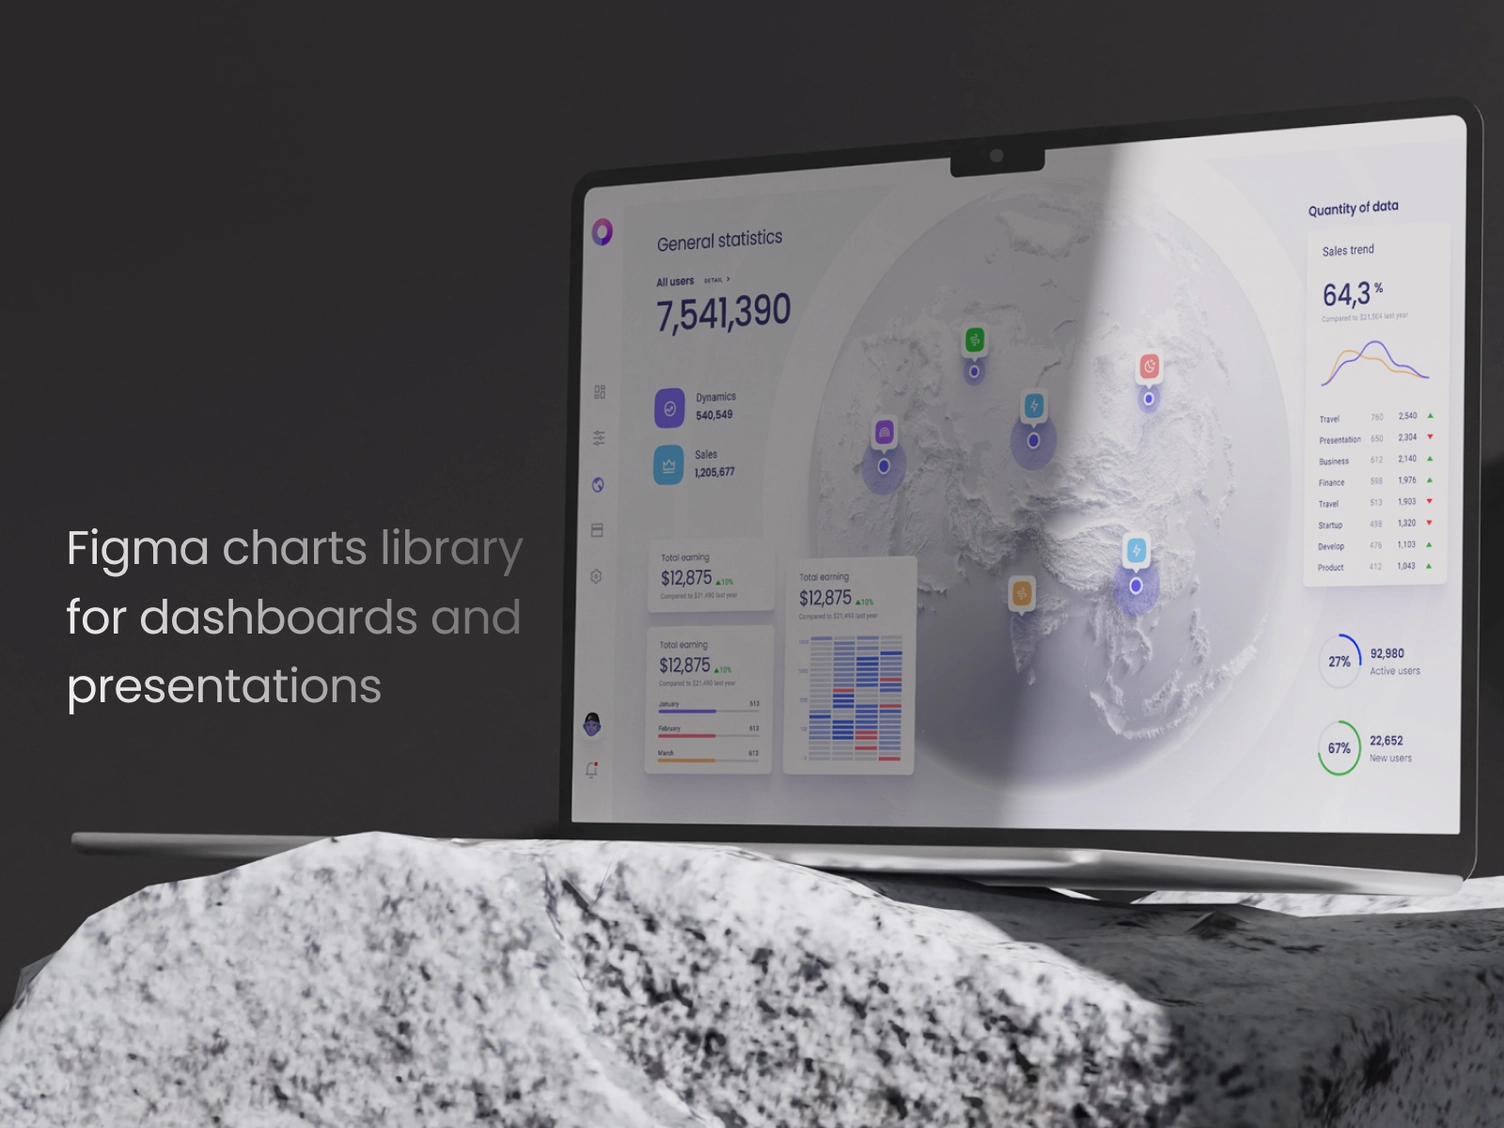 Figma charts library
for dashboards and
presentations
General statistics
All users DETAIL >
7,541,390
Dynamics
540,549
Sales
1,205,677
Total earning
$12,875 ▲10%
Compared to $21,490 last year
Total earning
$12,875 ▲10%
Compared to $21,490 last year
January 613
February 613
March 613
Total earning
$12,875 ▲10%
Compared to $21,490 last year
Quantity of data
Sales trend
64,3 %
Compared to $21,504 last year
Travel 760 2,540 ▲
Presentation 650 2,304 ▼
Business 612 2,140 ▲
Finance 598 1,976 ▲
Travel 513 1,903 ▼
Startup 498 1,320 ▼
Develop 476 1,103 ▲
Product 412 1,043 ▲
27% 92,980
Active users
67% 22,652
New users